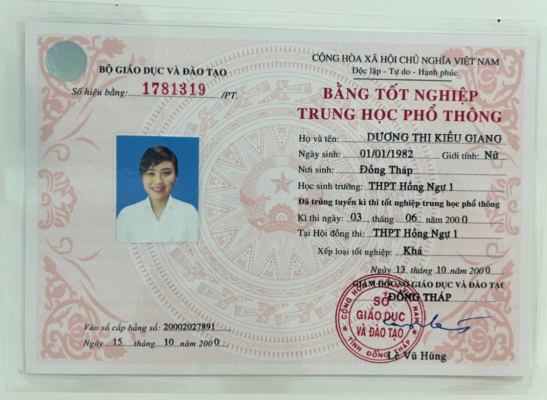 BỘ GIÁO DỤC VÀ ĐÀO TẠO
Số hiệu bằng: 1781319 /PT.
CỘNG HÒA XÃ HỘI CHỦ NGHĨA VIỆT NAM
Độc lập - Tự do - Hạnh phúc
BẰNG TỐT NGHIỆP
TRUNG HỌC PHỔ THÔNG
Họ và tên: DƯƠNG THỊ KIỀU GIANG
Ngày sinh: 01/01/1982 Giới tính: Nữ
Nơi sinh: Đồng Tháp
Học sinh trường: THPT Hồng Ngự 1
Đã trúng tuyển kì thi tốt nghiệp trung học phổ thông
Kì thi ngày 03 tháng 06 năm 2000
Tại Hội đồng thi: THPT Hồng Ngự 1
Xếp loại tốt nghiệp: Khá
Ngày 13 tháng 10 năm 2000
GIÁM ĐỐC SỞ GIÁO DỤC VÀ ĐÀO TẠO
ĐỒNG THÁP
SỞ
GIÁO DỤC
VÀ ĐÀO TẠO
TỈNH ĐỒNG THÁP
Lê Vũ Hùng
Vào sổ cấp bằng số: 20002027891
Ngày 15 tháng 10 năm 2000